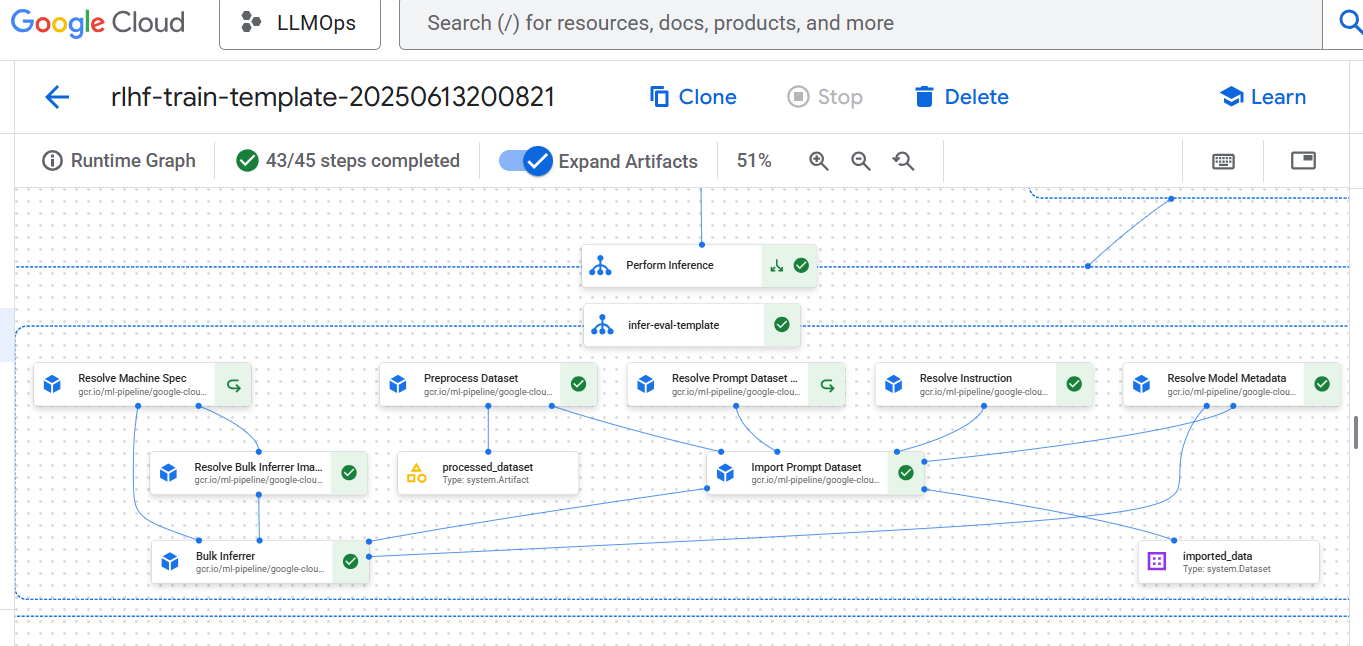 Google Cloud
LLMOps
Search (/) for resources, docs, products, and more
rlhf-train-template-20250613200821
Clone
Stop
Delete
Learn
Runtime Graph
43/45 steps completed
Expand Artifacts
51%
Perform Inference
infer-eval-template
Resolve Machine Spec
gcr.io/ml-pipeline/google-clou...
Preprocess Dataset
gcr.io/ml-pipeline/google-clou...
Resolve Prompt Dataset ...
gcr.io/ml-pipeline/google-clou...
Resolve Instruction
gcr.io/ml-pipeline/google-clou...
Resolve Model Metadata
gcr.io/ml-pipeline/google-clou...
Resolve Bulk Inferrer Ima...
gcr.io/ml-pipeline/google-clou...
processed_dataset
Type: system.Artifact
Import Prompt Dataset
gcr.io/ml-pipeline/google-clou...
Bulk Inferrer
gcr.io/ml-pipeline/google-clou...
imported_data
Type: system.Dataset